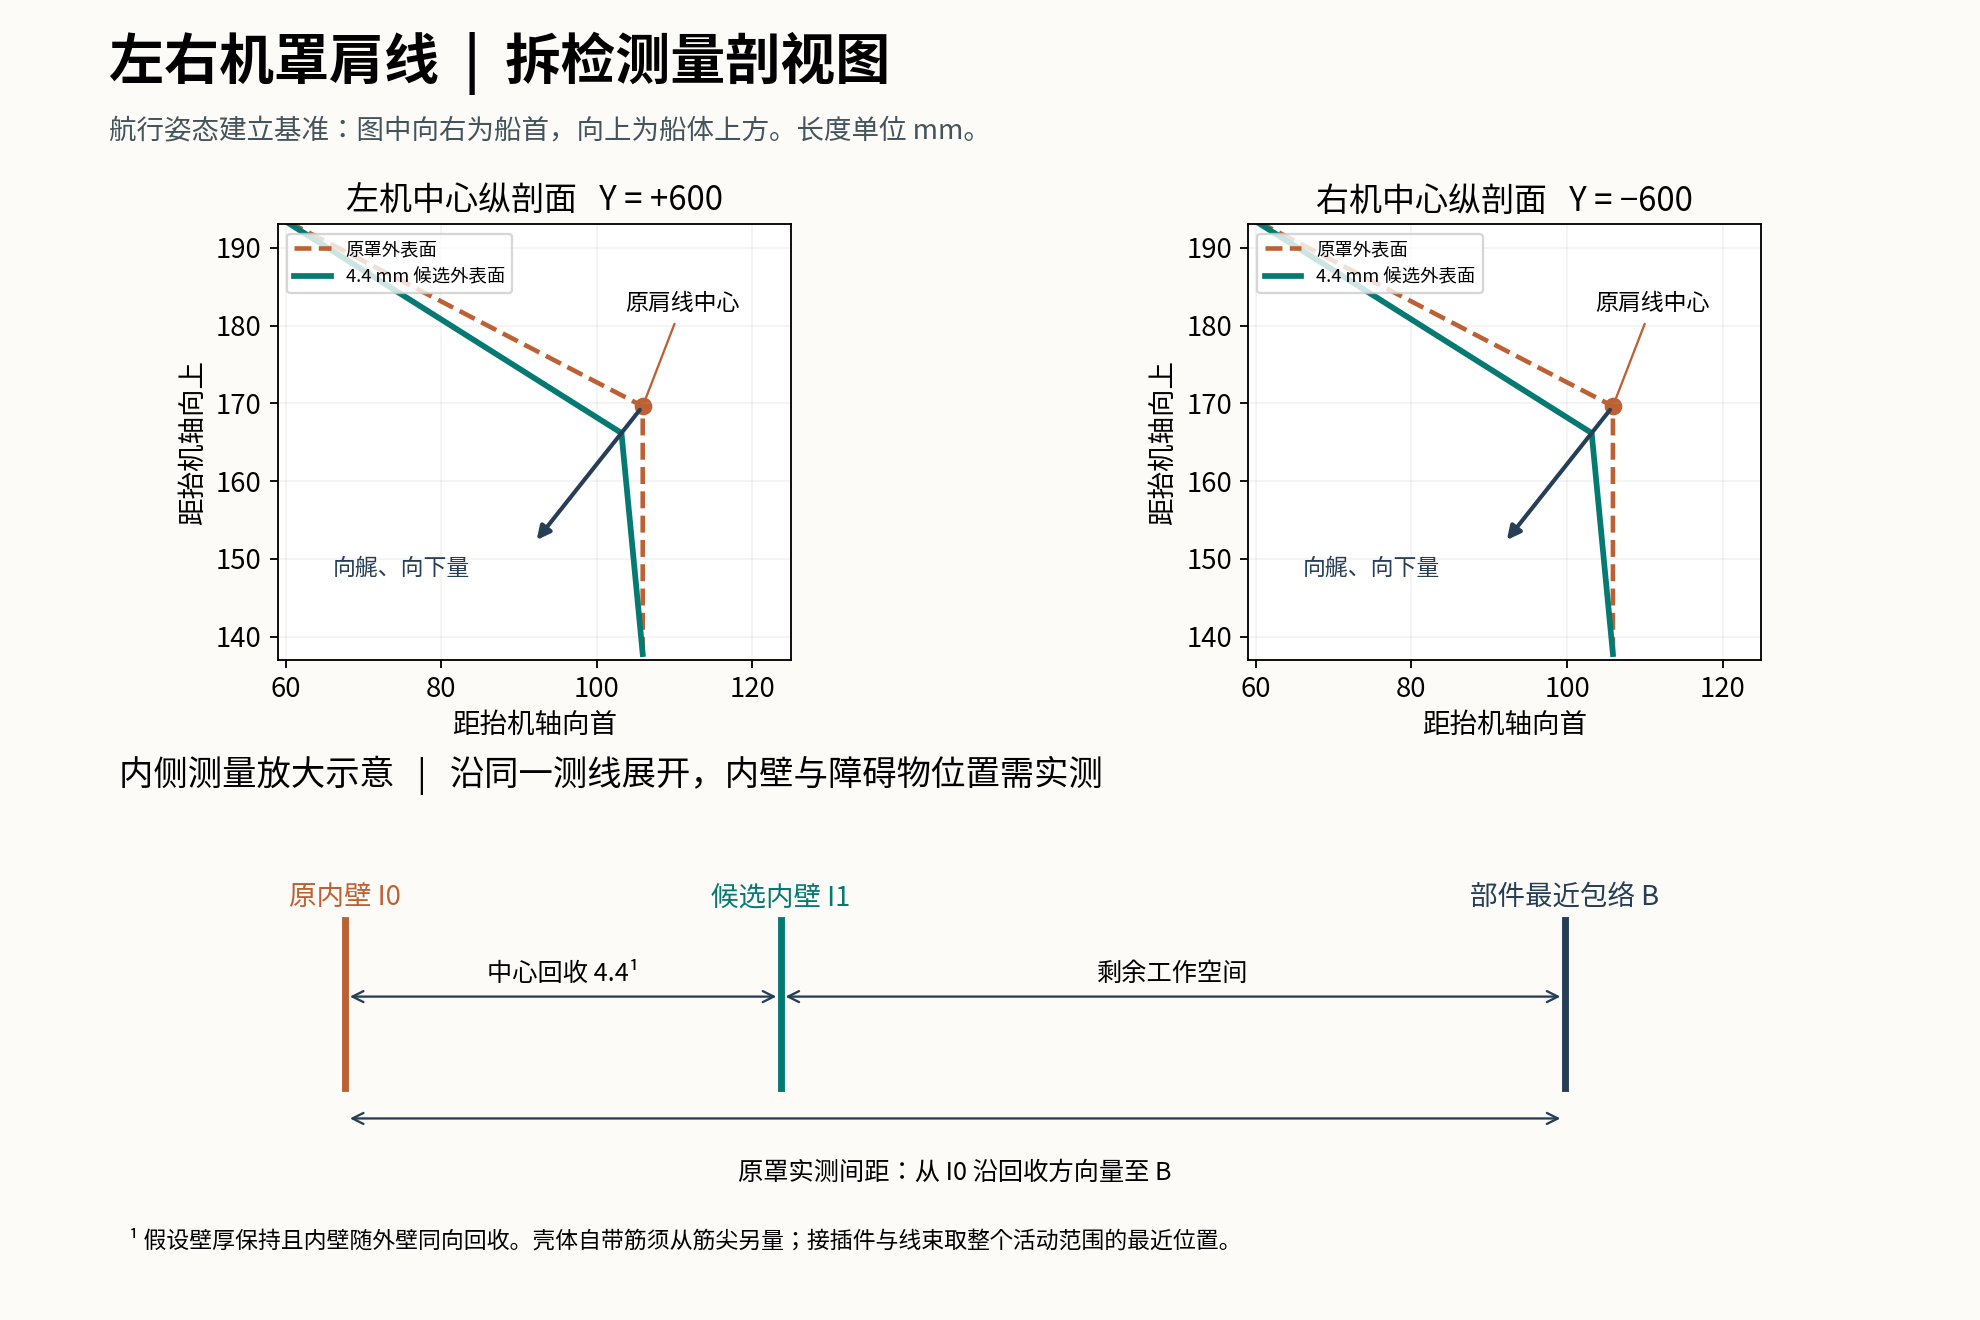 左右机罩肩线｜拆检测量剖视图
航行姿态建立基准：图中向右为船首，向上为船体上方。长度单位 mm。
左机中心纵剖面 Y = +600
原罩外表面
4.4 mm 候选外表面
原肩线中心
向艉、向下量
190
180
170
160
150
140
距抬机轴向上
60 80 100 120
距抬机轴向首
右机中心纵剖面 Y = −600
原罩外表面
4.4 mm 候选外表面
原肩线中心
向艉、向下量
190
180
170
160
150
140
距抬机轴向上
60 80 100 120
距抬机轴向首
内侧测量放大示意｜沿同一测线展开，内壁与障碍物位置需实测
原内壁 I0
候选内壁 I1
部件最近包络 B
中心回收 4.4¹
剩余工作空间
原罩实测间距：从 I0 沿回收方向量至 B
¹ 假设壁厚保持且内壁随外壁同向回收。壳体自带筋须从筋尖另量；接插件与线束取整个活动范围的最近位置。